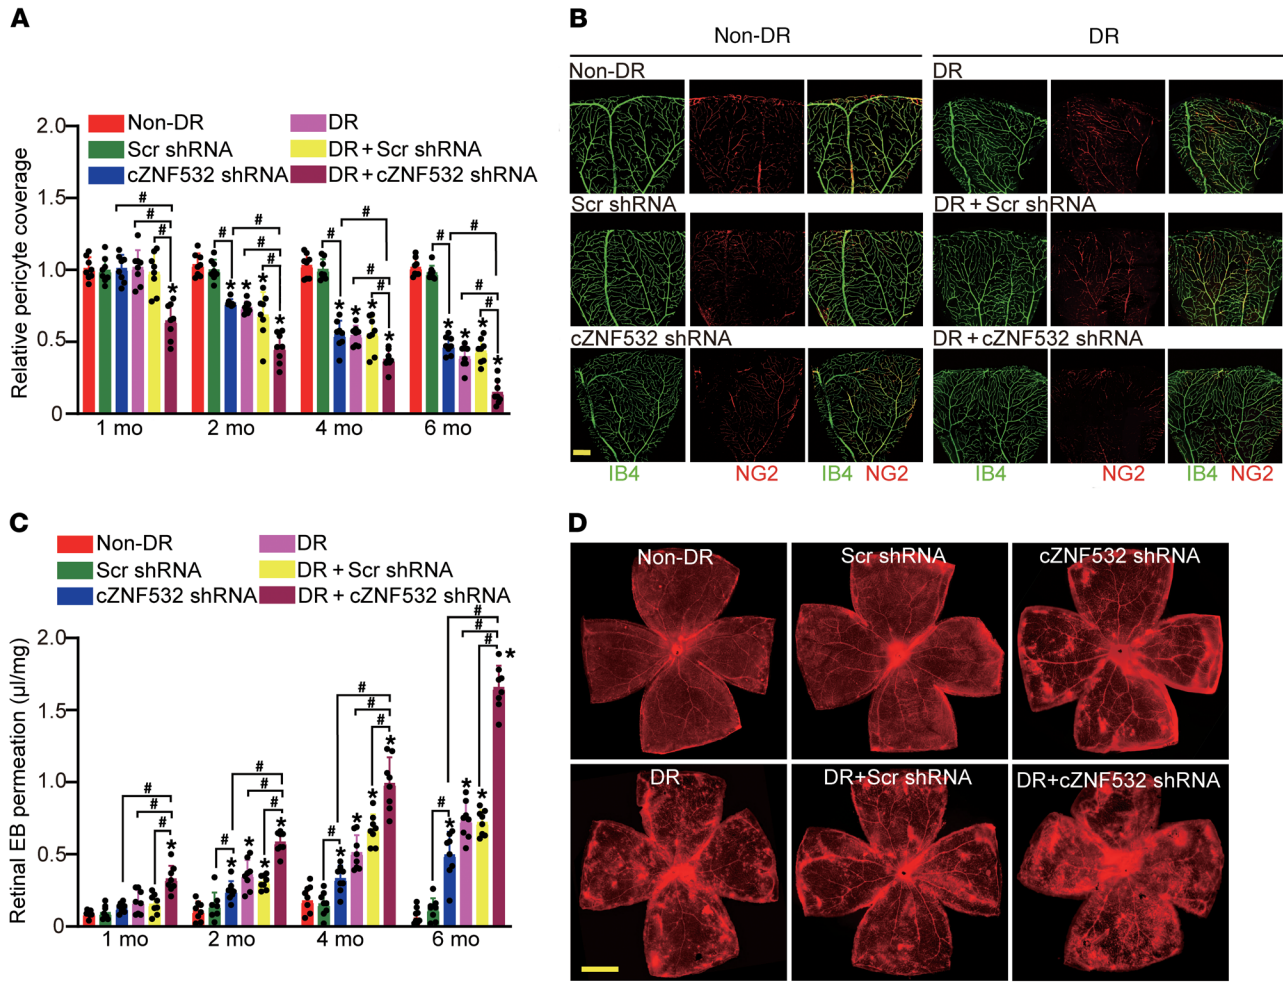 A
Non-DR
DR
Scr shRNA
DR + Scr shRNA
cZNF532 shRNA
DR + cZNF532 shRNA
Relative pericyte coverage
2.0
1.5
1.0
0.5
0
# # #
# # # #
# # # #
# # # #
* * * * * * * * * * * * *
1 mo 2 mo 4 mo 6 mo
B
Non-DR DR
Non-DR DR
Scr shRNA DR + Scr shRNA
cZNF532 shRNA DR + cZNF532 shRNA
IB4 NG2 IB4 NG2 IB4 NG2 IB4 NG2
C
Non-DR
DR
Scr shRNA
DR + Scr shRNA
cZNF532 shRNA
DR + cZNF532 shRNA
Retinal EB permeation (µl/mg)
2.0
1.5
1.0
0.5
0
# # #
# # # #
# # # #
# # #
* * * * * * * * * * * * *
1 mo 2 mo 4 mo 6 mo
D
Non-DR Scr shRNA cZNF532 shRNA
DR DR+Scr shRNA DR+cZNF532 shRNA